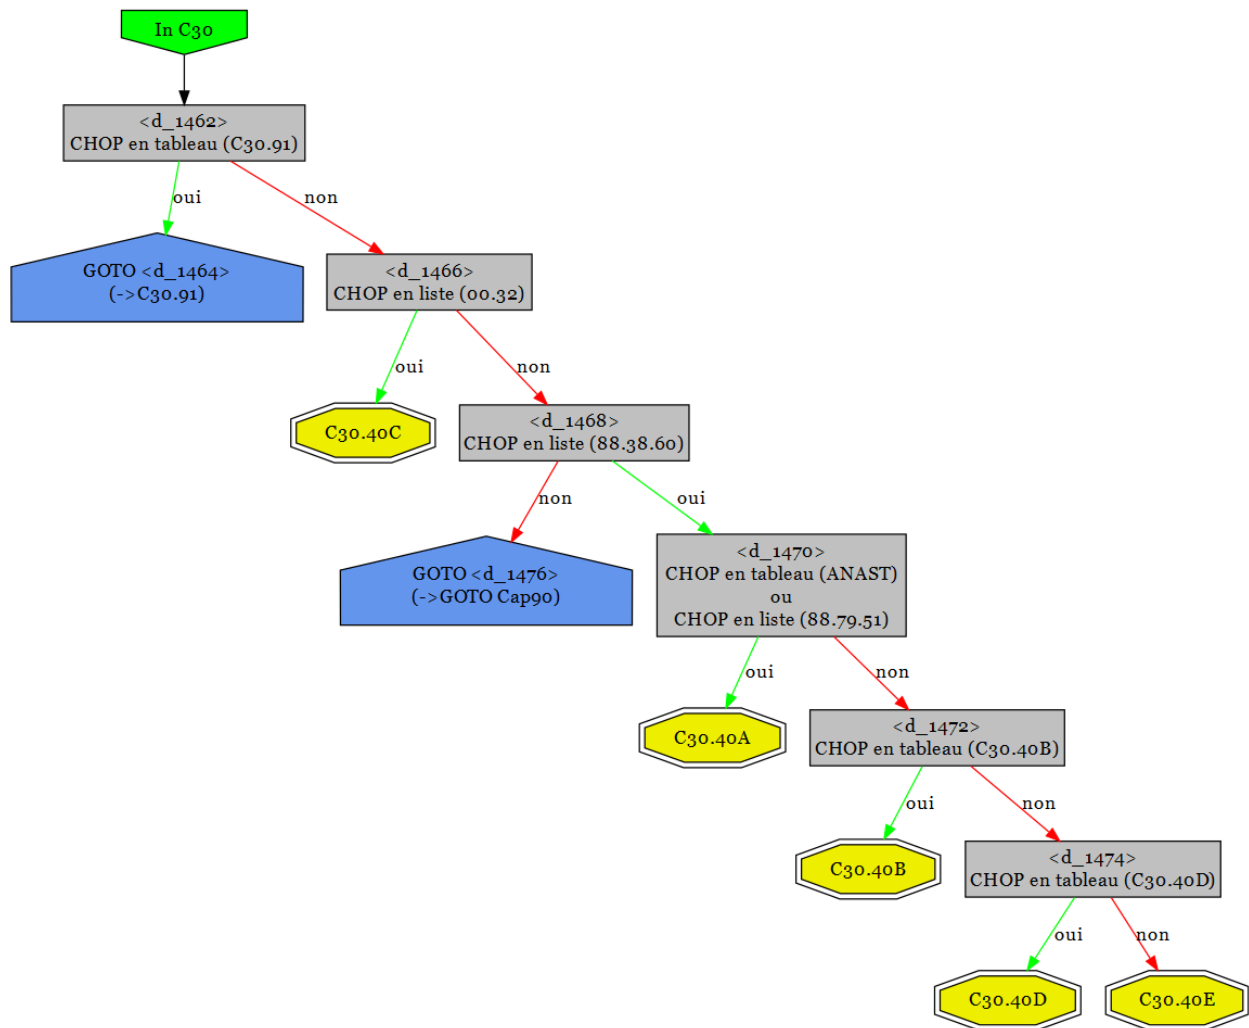 In C30
<d_1462>
CHOP en tableau (C30.91)
oui
non
GOTO <d_1464>
(->C30.91)
<d_1466>
CHOP en liste (00.32)
oui
non
C30.40C
<d_1468>
CHOP en liste (88.38.60)
non
oui
GOTO <d_1476>
(->GOTO Cap90)
<d_1470>
CHOP en tableau (ANAST)
ou
CHOP en liste (88.79.51)
oui
non
C30.40A
<d_1472>
CHOP en tableau (C30.40B)
oui
non
C30.40B
<d_1474>
CHOP en tableau (C30.40D)
oui
non
C30.40D
C30.40E